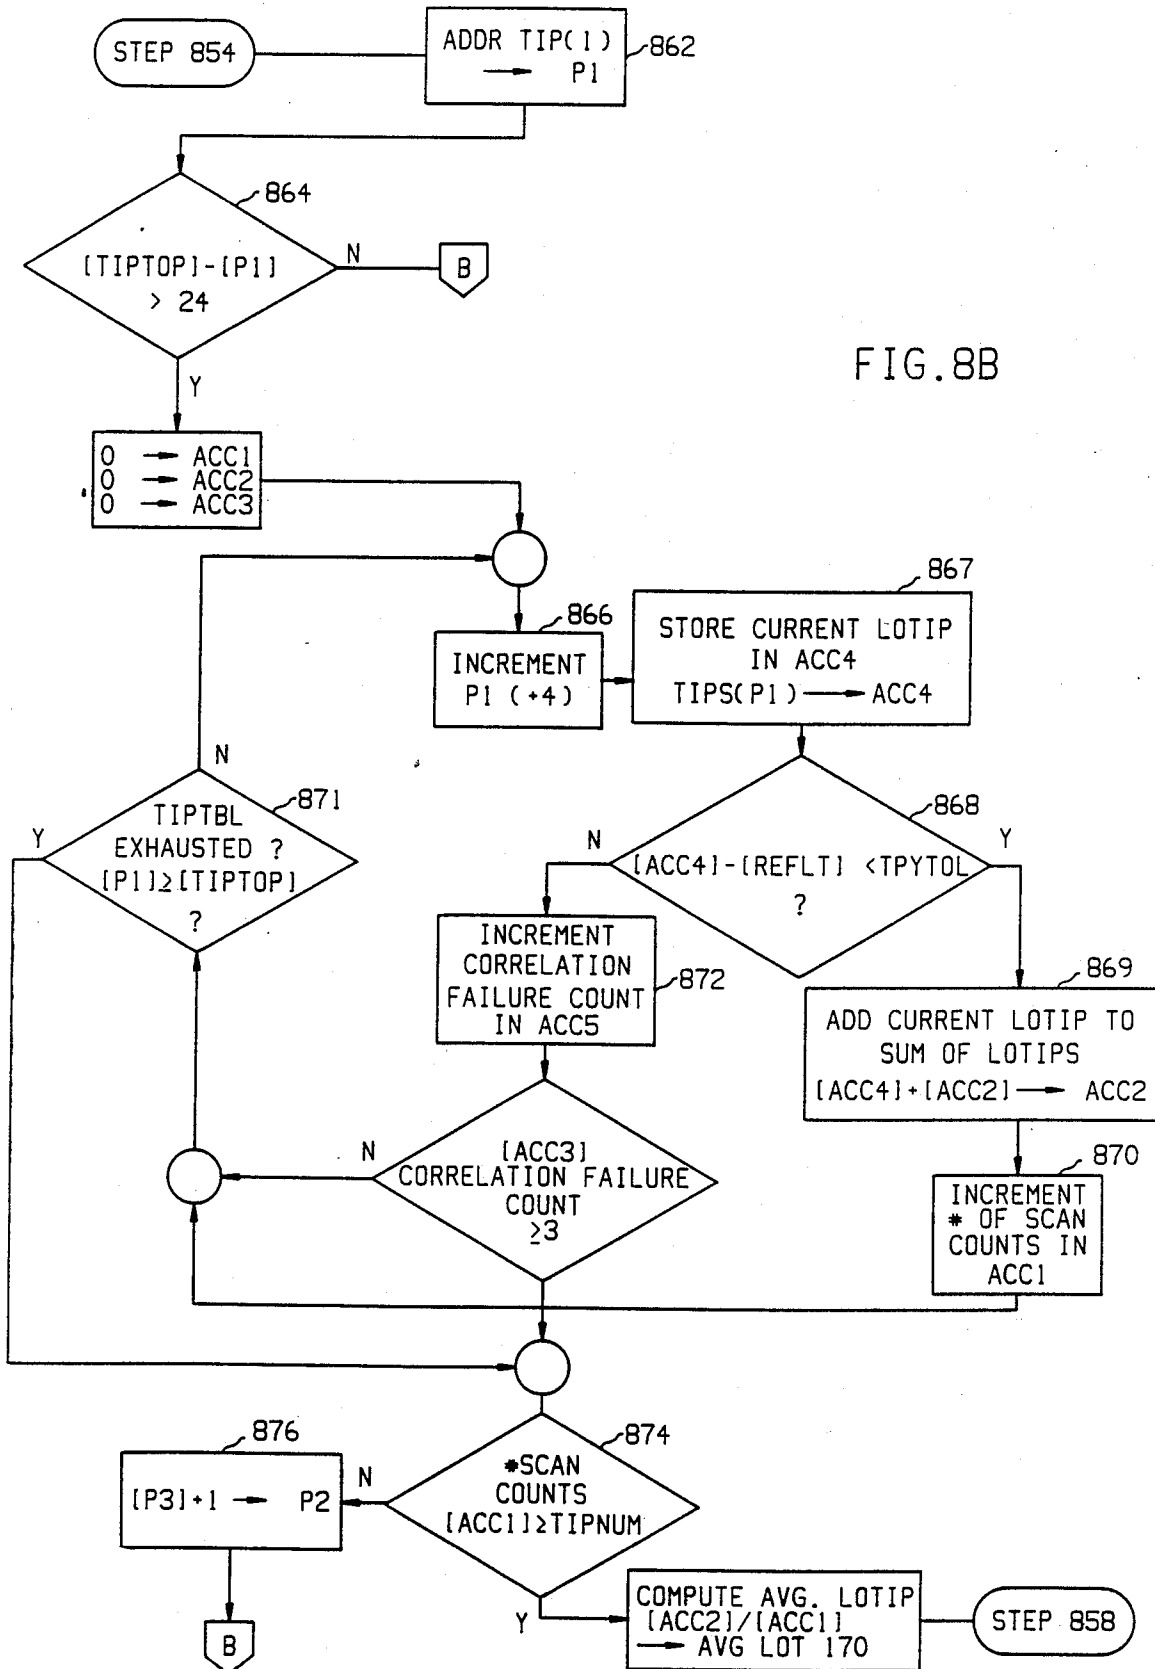 STEP 854
ADDR TIP(1)
→ P1
862
864
[TIPTOP]-[P1]
> 24
N
B
Y
FIG.8B
0 → ACC1
0 → ACC2
0 → ACC3
866
INCREMENT
P1 (+4)
867
STORE CURRENT LOTIP
IN ACC4
TIPS(P1) → ACC4
N
871
Y
TIPTBL
EXHAUSTED ?
[P1]≥[TIPTOP]
?
868
N
Y
[ACC4]-[REFLT] <TPYTOL
?
INCREMENT
CORRELATION
FAILURE COUNT
IN ACC5
872
869
ADD CURRENT LOTIP TO
SUM OF LOTIPS
[ACC4]+[ACC2] → ACC2
N
[ACC3]
CORRELATION FAILURE
COUNT
≥3
870
INCREMENT
# OF SCAN
COUNTS IN
ACC1
876
[P3]+1 → P2
N
874
#SCAN
COUNTS
[ACC1]≥TIPNUM
B
Y
COMPUTE AVG. LOTIP
[ACC2]/[ACC1]
→ AVG LOT 170
STEP 858